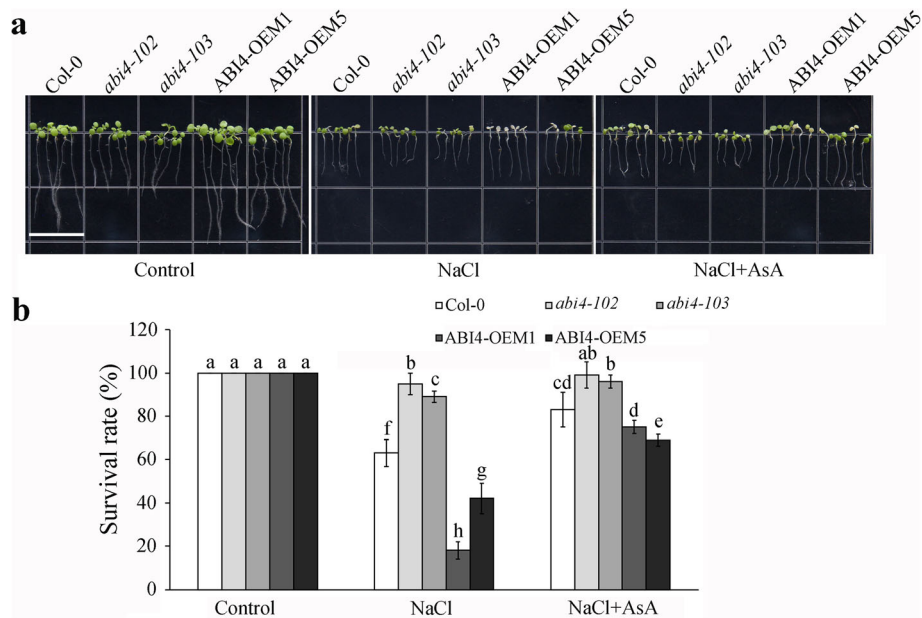 a
Col-0 abi4-102 abi4-103 ABI4-OEM1 ABI4-OEM5 Col-0 abi4-102 abi4-103 ABI4-OEM1 ABI4-OEM5 Col-0 abi4-102 abi4-103 ABI4-OEM1 ABI4-OEM5
Control NaCl NaCl+AsA
b
Col-0 abi4-102 abi4-103
ABI4-OEM1 ABI4-OEM5
Survival rate (%)
120
100
80
60
40
20
0
a a a a a
f b c h g
cd ab b d e
Control NaCl NaCl+AsA